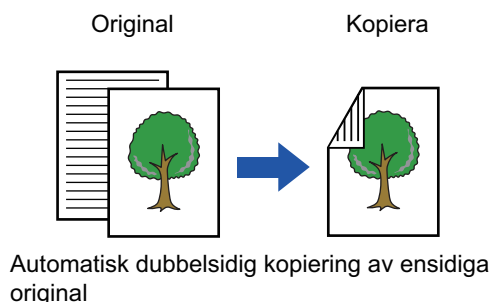 Original Kopiera
Automatisk dubbelsidig kopiering av ensidiga
original